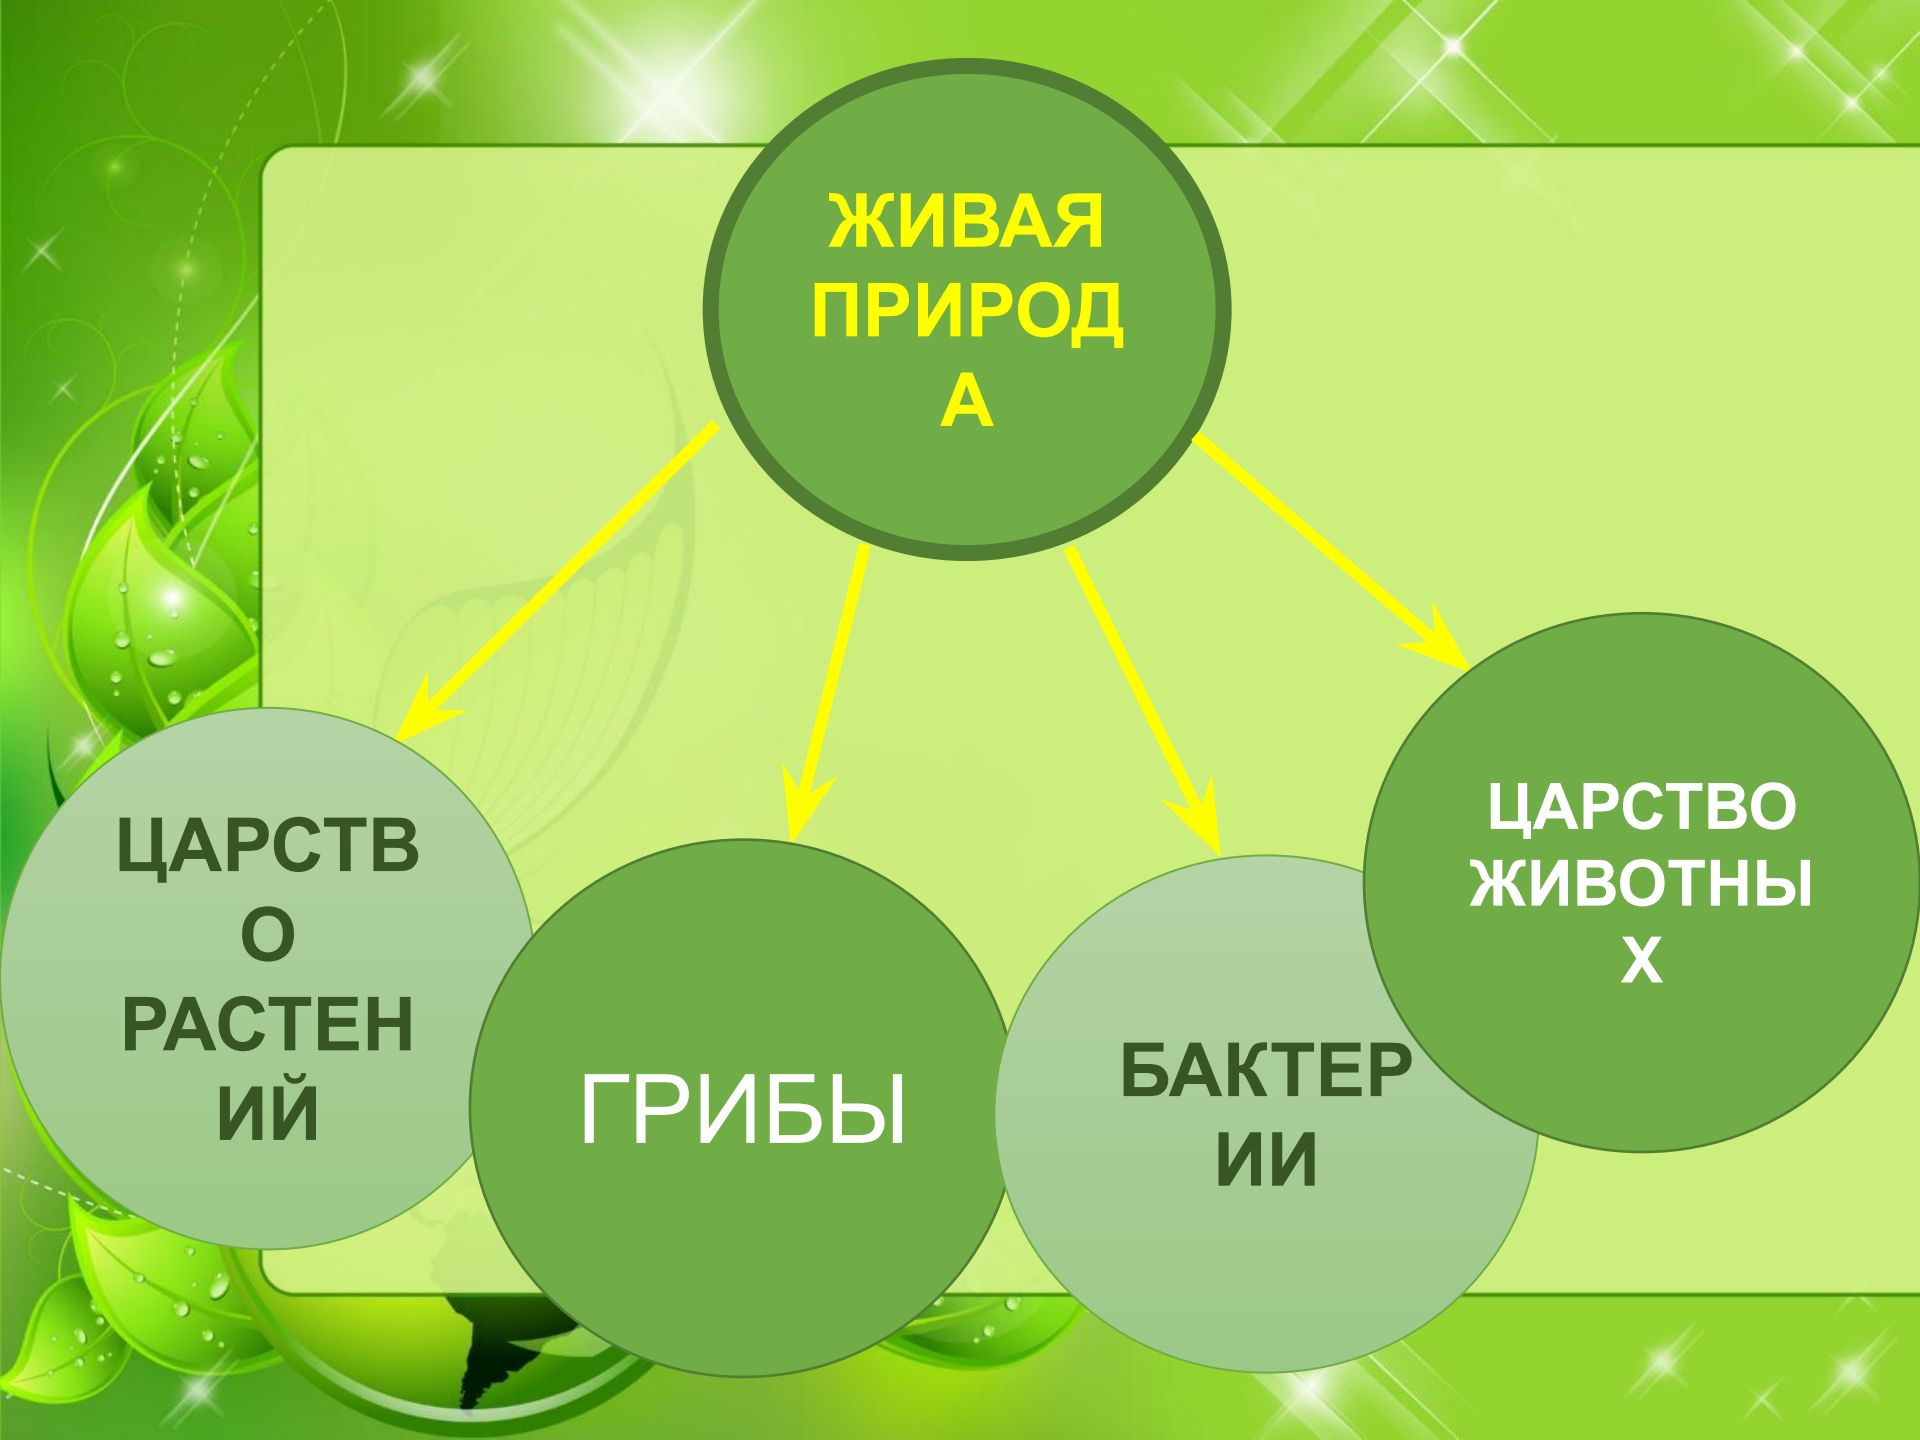 ЖИВАЯ
ПРИРОД
А
ЦАРСТВ
О
РАСТЕН
ИЙ
ГРИБЫ
БАКТЕР
ИИ
ЦАРСТВО
ЖИВОТНЫ
Х